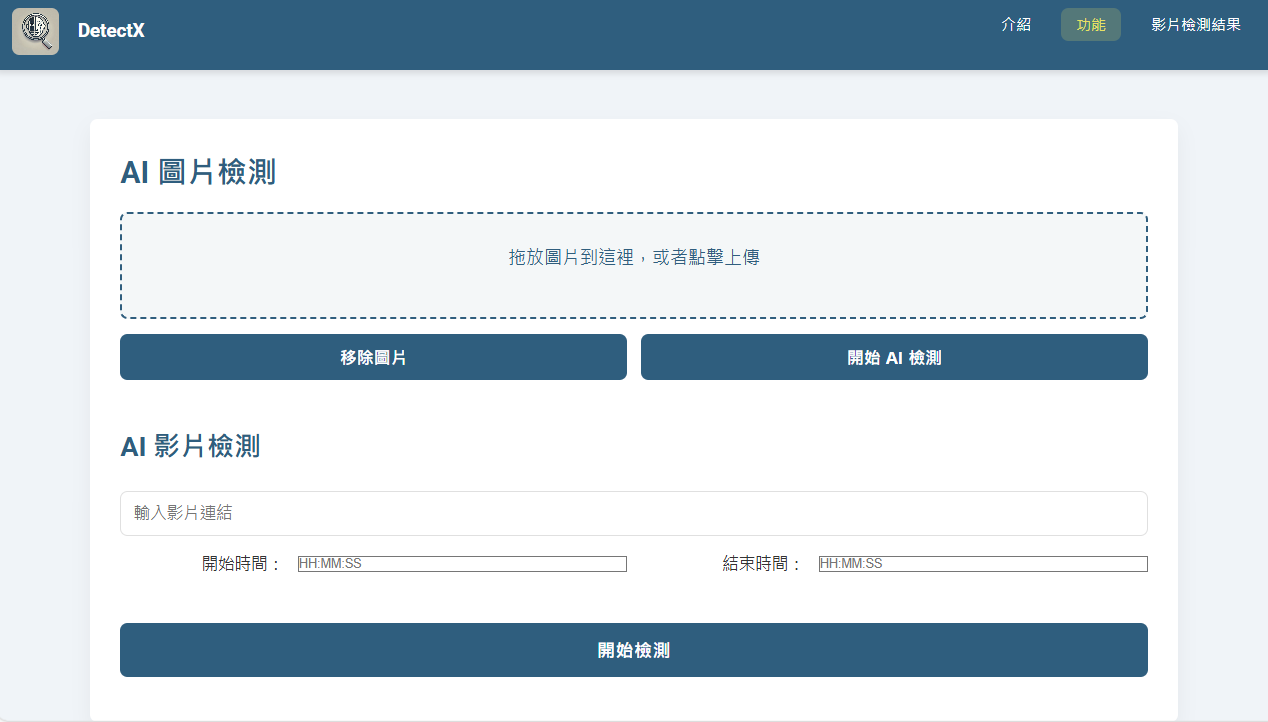 DetectX
介紹
功能
影片檢測結果
AI 圖片檢測
拖放圖片到這裡，或者點擊上傳
移除圖片
開始 AI 檢測
AI 影片檢測
輸入影片連結
開始時間：
HH:MM:SS
結束時間：
HH:MM:SS
開始檢測